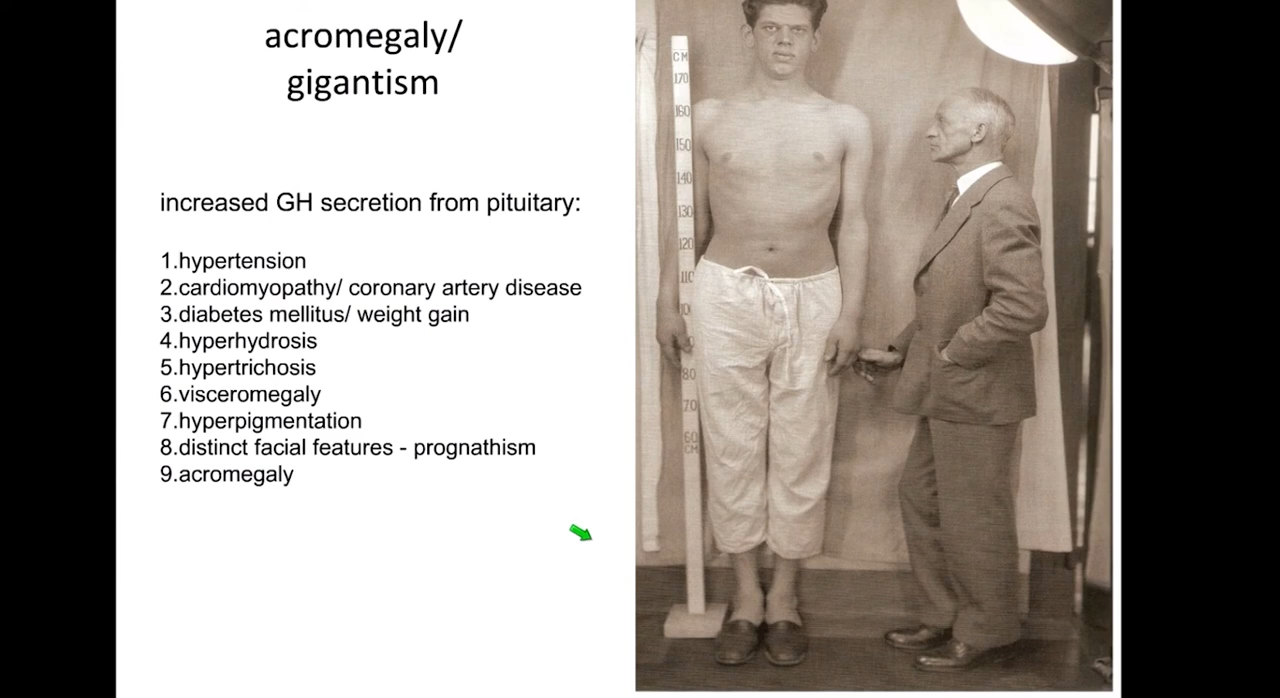 acromegaly/
gigantism
increased GH secretion from pituitary:
1.hypertension
2.cardiomyopathy/ coronary artery disease
3.diabetes mellitus/ weight gain
4.hyperhydrosis
5.hypertrichosis
6.visceromegaly
7.hyperpigmentation
8.distinct facial features - prognathism
9.acromegaly
CM
170
160
150
140
130
120
110
80
70
60
CM